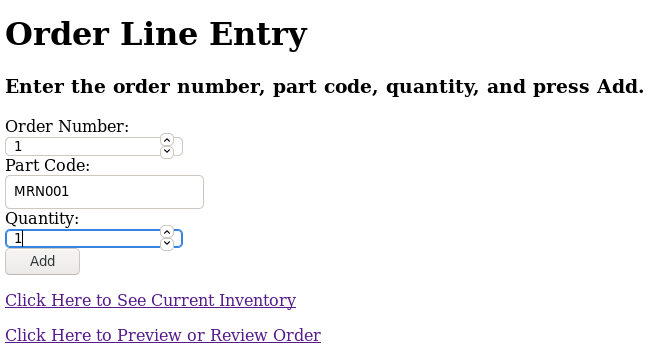 Order Line Entry
Enter the order number, part code, quantity, and press Add.
Order Number:
1
Part Code:
MRN001
Quantity:
1
Add
Click Here to See Current Inventory
Click Here to Preview or Review Order